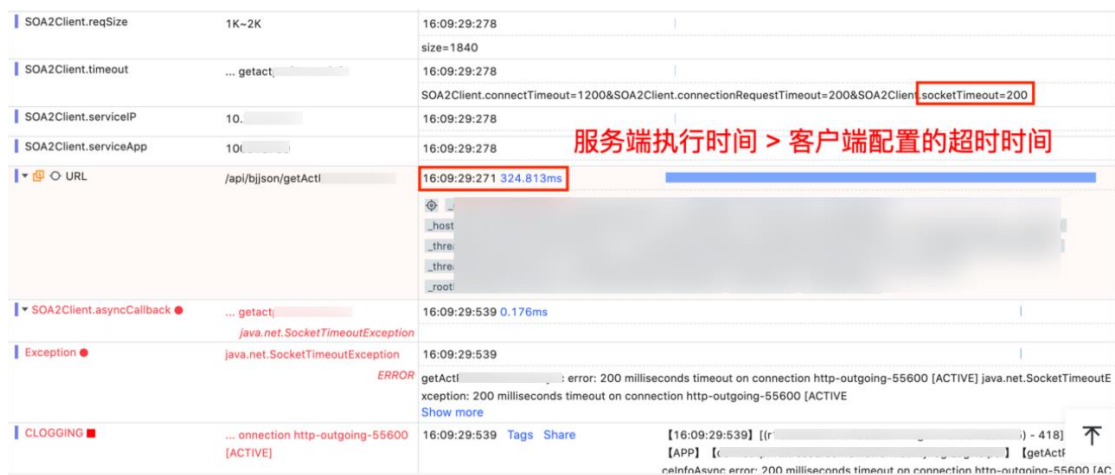 SOA2Client.reqSize 1K~2K 16:09:29:278
size=1840
SOA2Client.timeout ... getact 16:09:29:278
SOA2Client.connectTimeout=1200&SOA2Client.connectionRequestTimeout=200&SOA2Client.socketTimeout=200
SOA2Client.serviceIP 10. 16:09:29:278
SOA2Client.serviceApp 10 16:09:29:278
服务端执行时间 > 客户端配置的超时时间
URL /api/bjjson/getActI 16:09:29:271 324.813ms
_host
_thre
_thre
_root
SOA2Client.asyncCallback ... getact 16:09:29:539 0.176ms
java.net.SocketTimeoutException
Exception java.net.SocketTimeoutException 16:09:29:539
ERROR
getActI : error: 200 milliseconds timeout on connection http-outgoing-55600 [ACTIVE] java.net.SocketTimeoutE
xception: 200 milliseconds timeout on connection http-outgoing-55600 [ACTIVE
Show more
CLOGGING ... onnection http-outgoing-55600 16:09:29:539 Tags Share 【16:09:29:539】[(r ) - 418]
[ACTIVE] 【APP】 【 】 【getActI
ceInfoAsync error: 200 milliseconds timeout on connection http-outgoing-55600 [AC